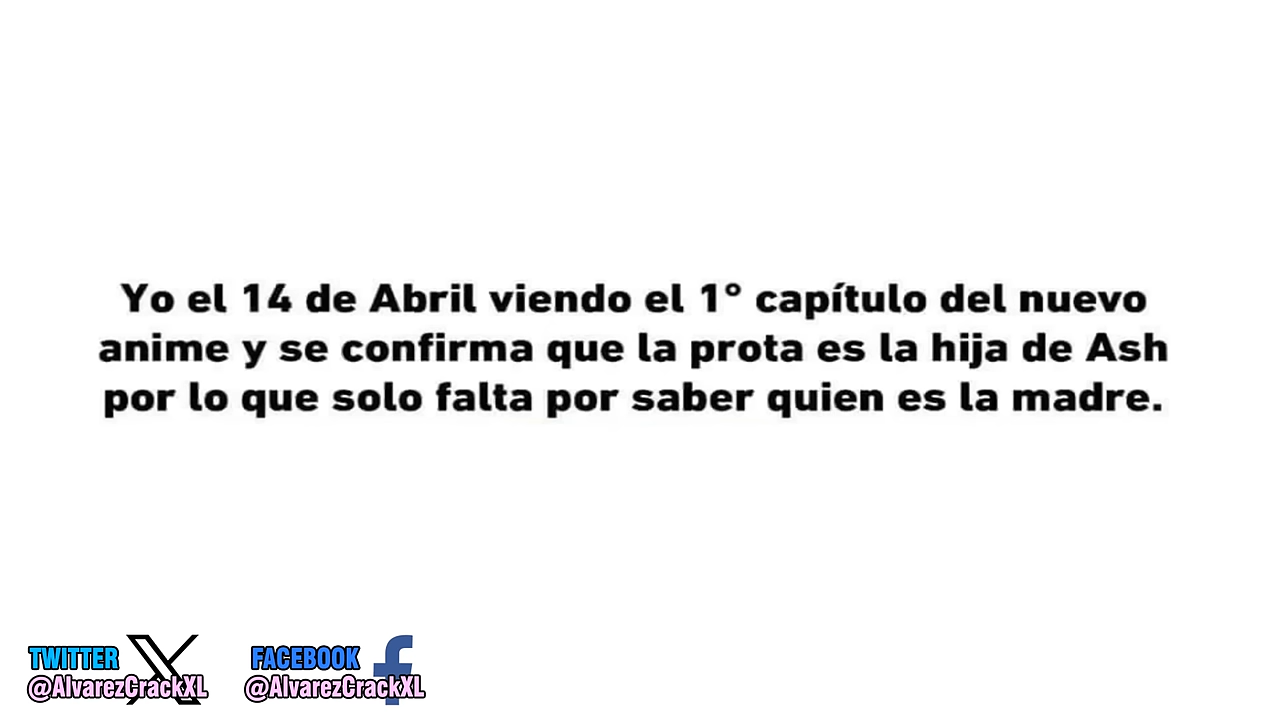 Yo el 14 de Abril viendo el 1° capítulo del nuevo
anime y se confirma que la prota es la hija de Ash
por lo que solo falta por saber quien es la madre.
TWITTER
@AlvarezCrackXL
FACEBOOK
@AlvarezCrackXL